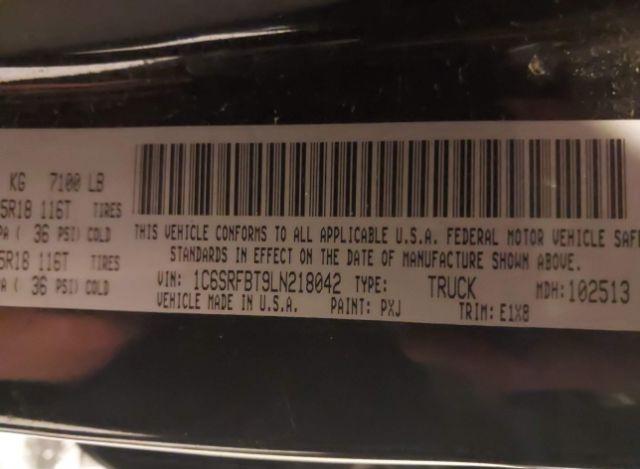 KG 7100 LB
5R18 116T TIRES
PA ( 36 PSI) COLD
5R18 116T TIRES
PA ( 36 PSI) COLD
THIS VEHICLE CONFORMS TO ALL APPLICABLE U.S.A. FEDERAL MOTOR VEHICLE SAF
STANDARDS IN EFFECT ON THE DATE OF MANUFACTURE SHOWN ABOVE.
VIN: 1C6SRFBT9LN218042 TYPE: TRUCK MDH:102513
VEHICLE MADE IN U.S.A. PAINT: PXJ TRIM: E1X8